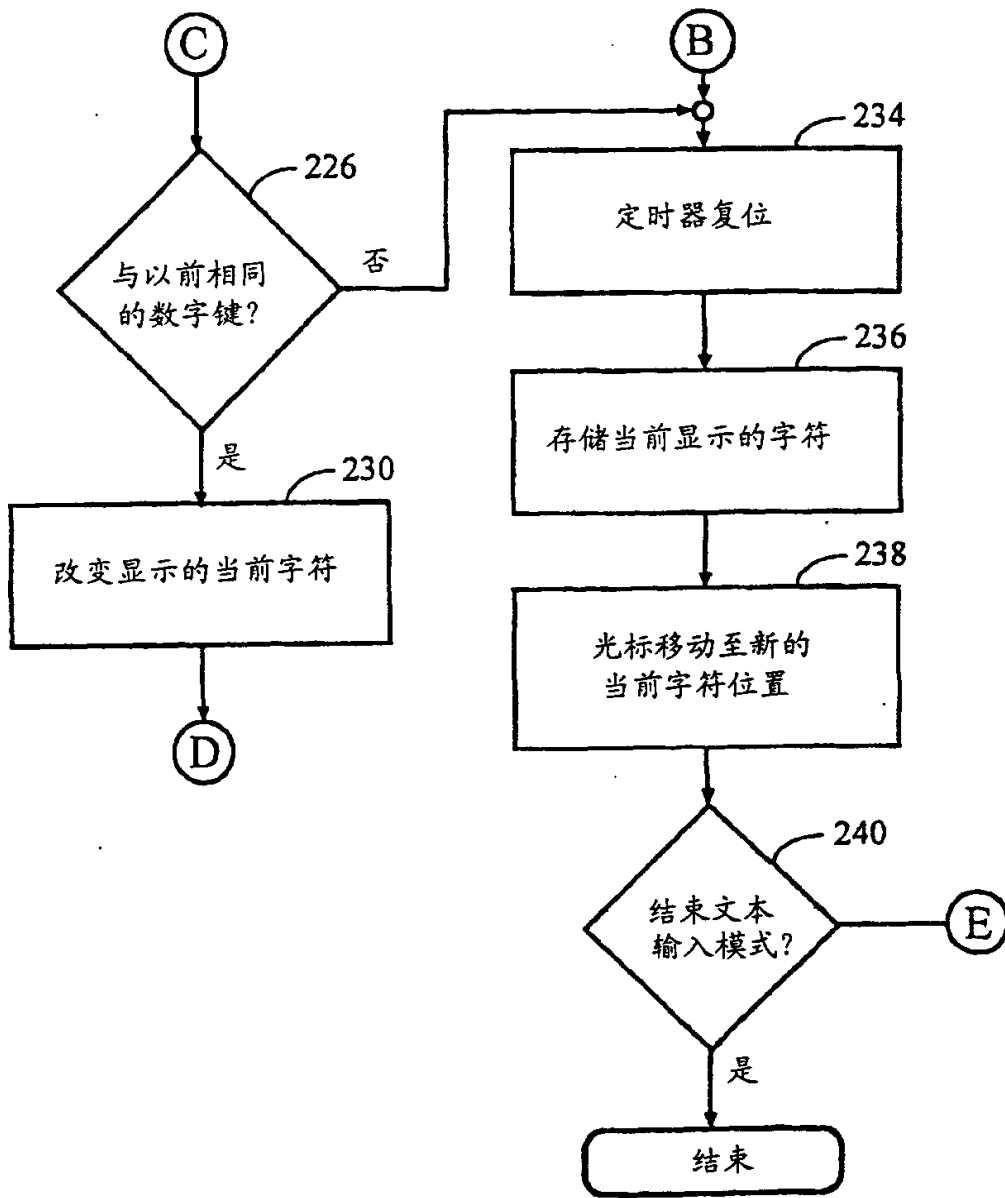 C
226
与以前相同
的数字键?
否
是
230
改变显示的当前字符
D
B
234
定时器复位
236
存储当前显示的字符
238
光标移动至新的
当前字符位置
240
结束文本
输入模式?
E
是
结束